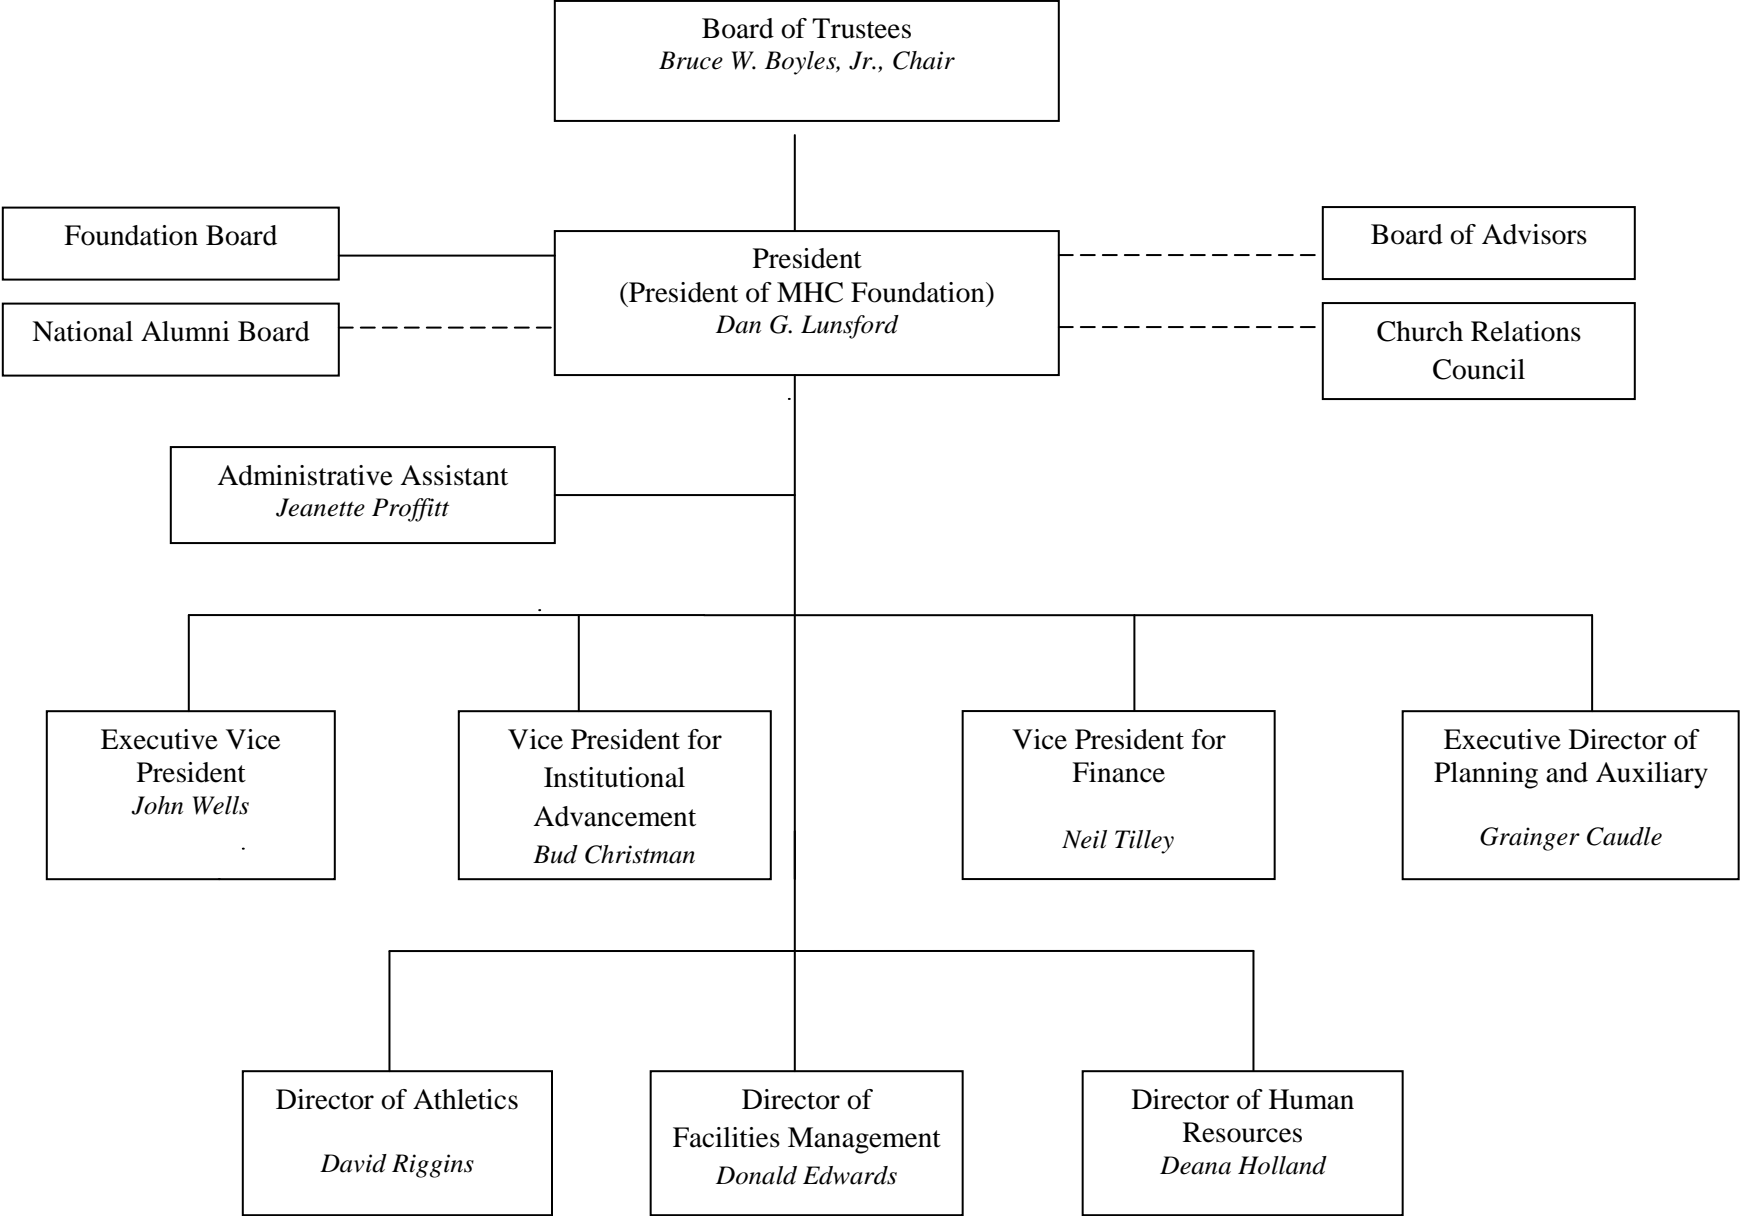 Board of Trustees
Bruce W. Boyles, Jr., Chair
Foundation Board
National Alumni Board
President
(President of MHC Foundation)
Dan G. Lunsford
Board of Advisors
Church Relations
Council
Administrative Assistant
Jeanette Proffitt
Executive Vice
President
John Wells
Vice President for
Institutional
Advancement
Bud Christman
Vice President for
Finance
Neil Tilley
Executive Director of
Planning and Auxiliary
Grainger Caudle
Director of Athletics
David Riggins
Director of
Facilities Management
Donald Edwards
Director of Human
Resources
Deana Holland